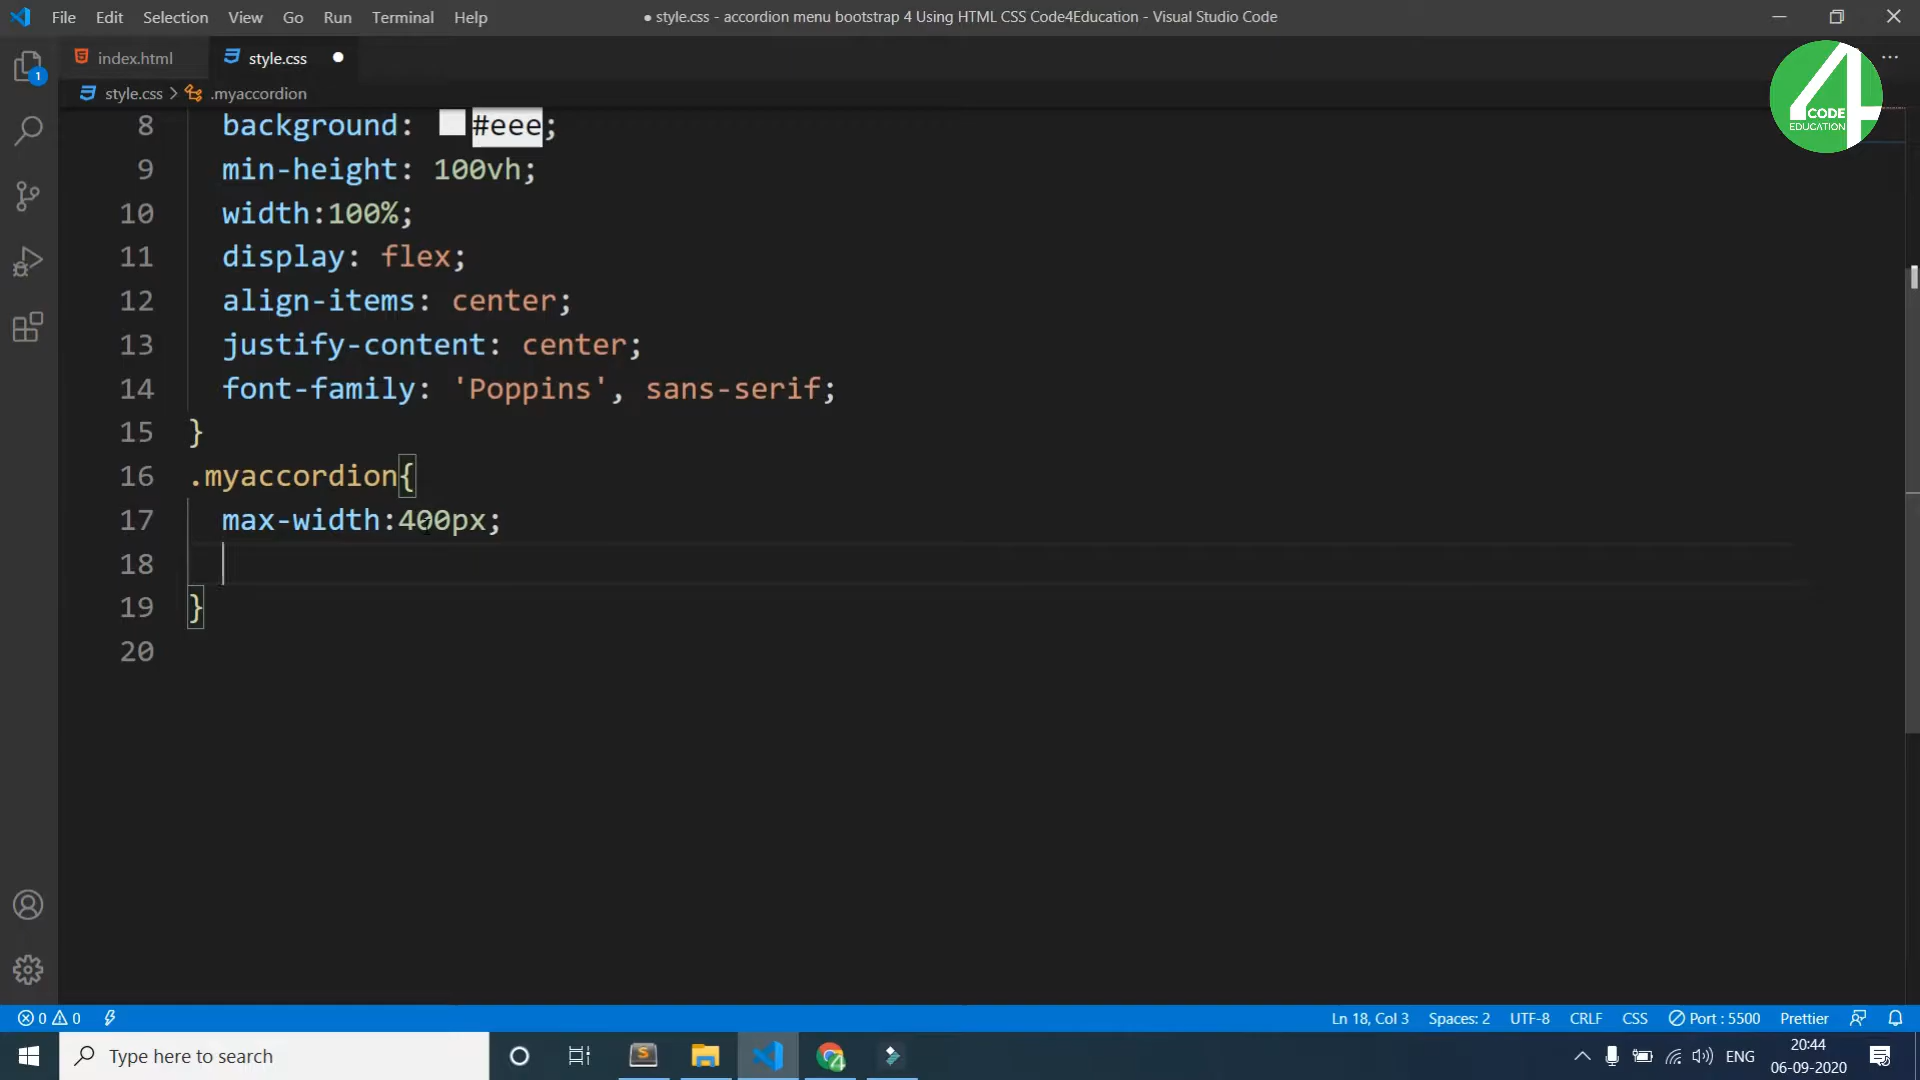 File Edit Selection View Go Run Terminal Help
● style.css - accordion menu bootstrap 4 Using HTML CSS Code4Education - Visual Studio Code
index.html
style.css
style.css > .myaccordion
4
CODE
EDUCATION
8 background: #eee;
9 min-height: 100vh;
10 width:100%;
11 display: flex;
12 align-items: center;
13 justify-content: center;
14 font-family: 'Poppins', sans-serif;
15 }
16 .myaccordion{
17 max-width:400px;
18
19 }
20
1
0 0
Ln 18, Col 3 Spaces: 2 UTF-8 CRLF CSS Port : 5500 Prettier
Type here to search
ENG
20:44
06-09-2020